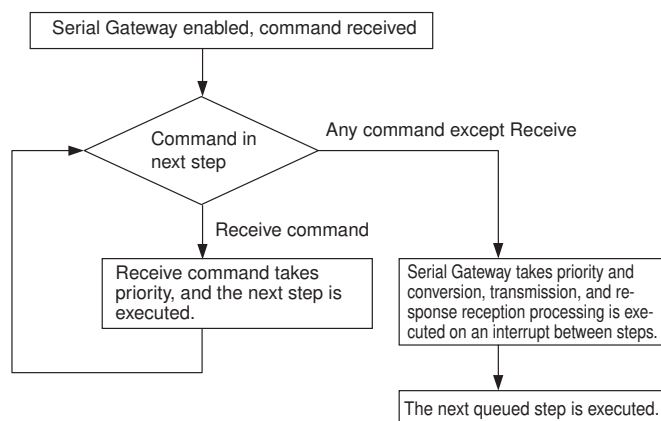 Serial Gateway enabled, command received
Command in
next step
Any command except Receive
Receive command
Receive command takes
priority, and the next step is
executed.
Serial Gateway takes priority and
conversion, transmission, and re-
sponse reception processing is exe-
cuted on an interrupt between steps.
The next queued step is executed.